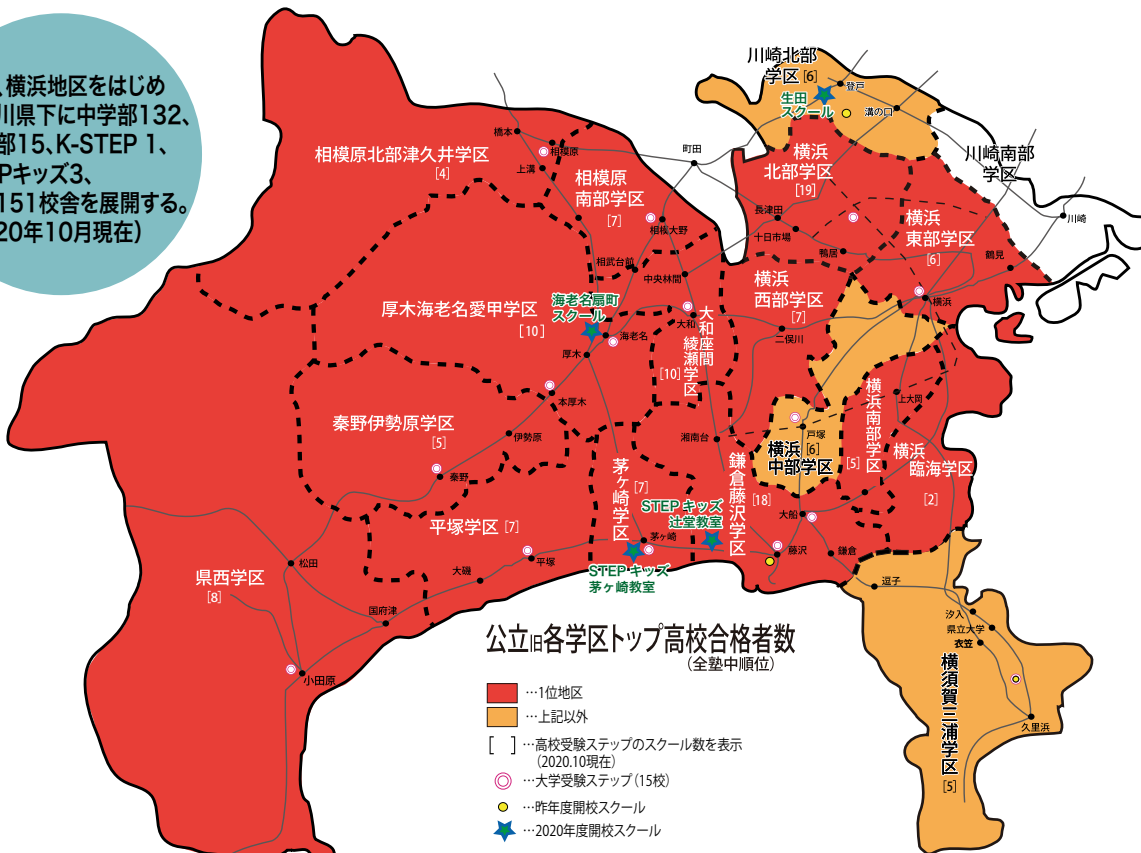 、横浜地区をはじめ
川県下に中学部132、
部15、K-STEP 1、
Pキッズ3、
151校舎を展開する。
20年10月現在）
川崎北部
学区[6]
登戸
生田
スクール
溝の口
川崎南部
学区
川崎
橋本
相模原
上溝
町田
相模原北部津久井学区
[4]
相模原
南部学区
[7]
相模大野
横浜
北部学区
[19]
長津田
十日市場
鴨居
横浜
東部学区
[6]
鶴見
相武台前
中央林間
横浜
西部学区
[7]
横浜
二俣川
厚木海老名愛甲学区
[10]
海老名扇町
スクール
海老名
厚木
大和
大和座間
綾瀬学区
[10]
本厚木
秦野伊勢原学区
[5]
伊勢原
秦野
湘南台
戸塚
横浜[6]
中部学区
上大岡
横浜南部学区
[5]
横浜
臨海学区
[2]
茅ヶ崎学区
[7]
鎌倉藤沢学区
[18]
STEP キッズ
辻堂教室
大船
平塚学区[7]
茅ヶ崎
STEP キッズ
茅ヶ崎教室
藤沢
鎌倉
平塚
大磯
県西学区
[8]
松田
国府津
小田原
逗子
汐入
県立大学
衣笠
久里浜
横須賀三浦学区
[5]
公立旧各学区トップ高校合格者数
（全塾中順位）
…1位地区
…上記以外
[ ]…高校受験ステップのスクール数を表示
（2020.10現在）
…大学受験ステップ（15校）
…昨年度開校スクール
…2020年度開校スクール